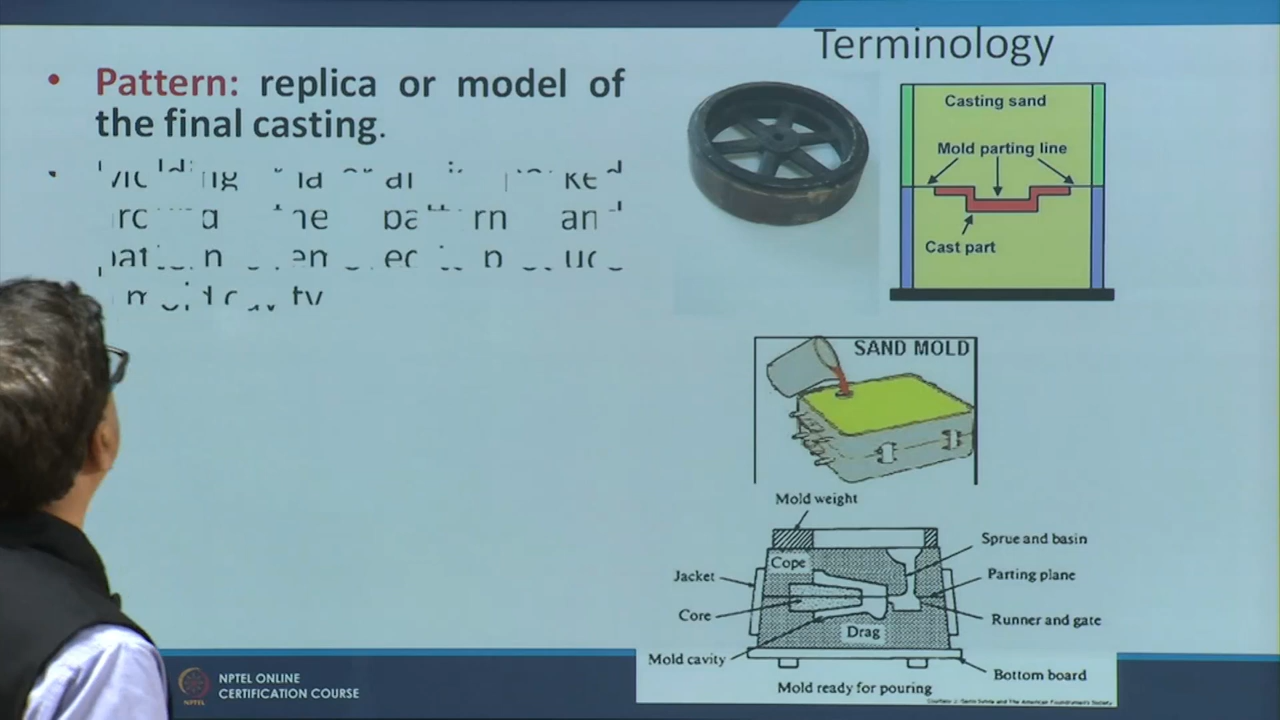 Terminology
• Pattern: replica or model of
the final casting.
Casting sand
Mold parting line
Cast part
SAND MOLD
Mold weight
Sprue and basin
Cope
Parting plane
Jacket
Core
Runner and gate
Drag
Mold cavity
Bottom board
Mold ready for pouring
NPTEL ONLINE
CERTIFICATION COURSE
NPTEL